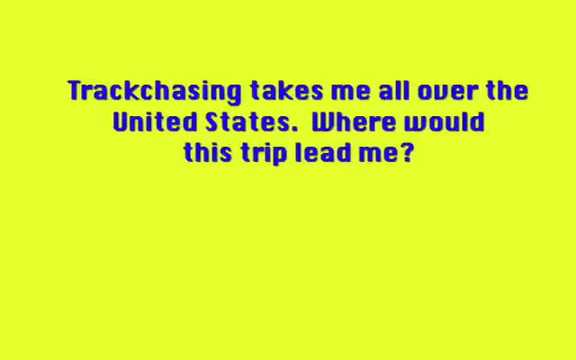 Trackchasing takes me all over the
United States.  Where would
this trip lead me?